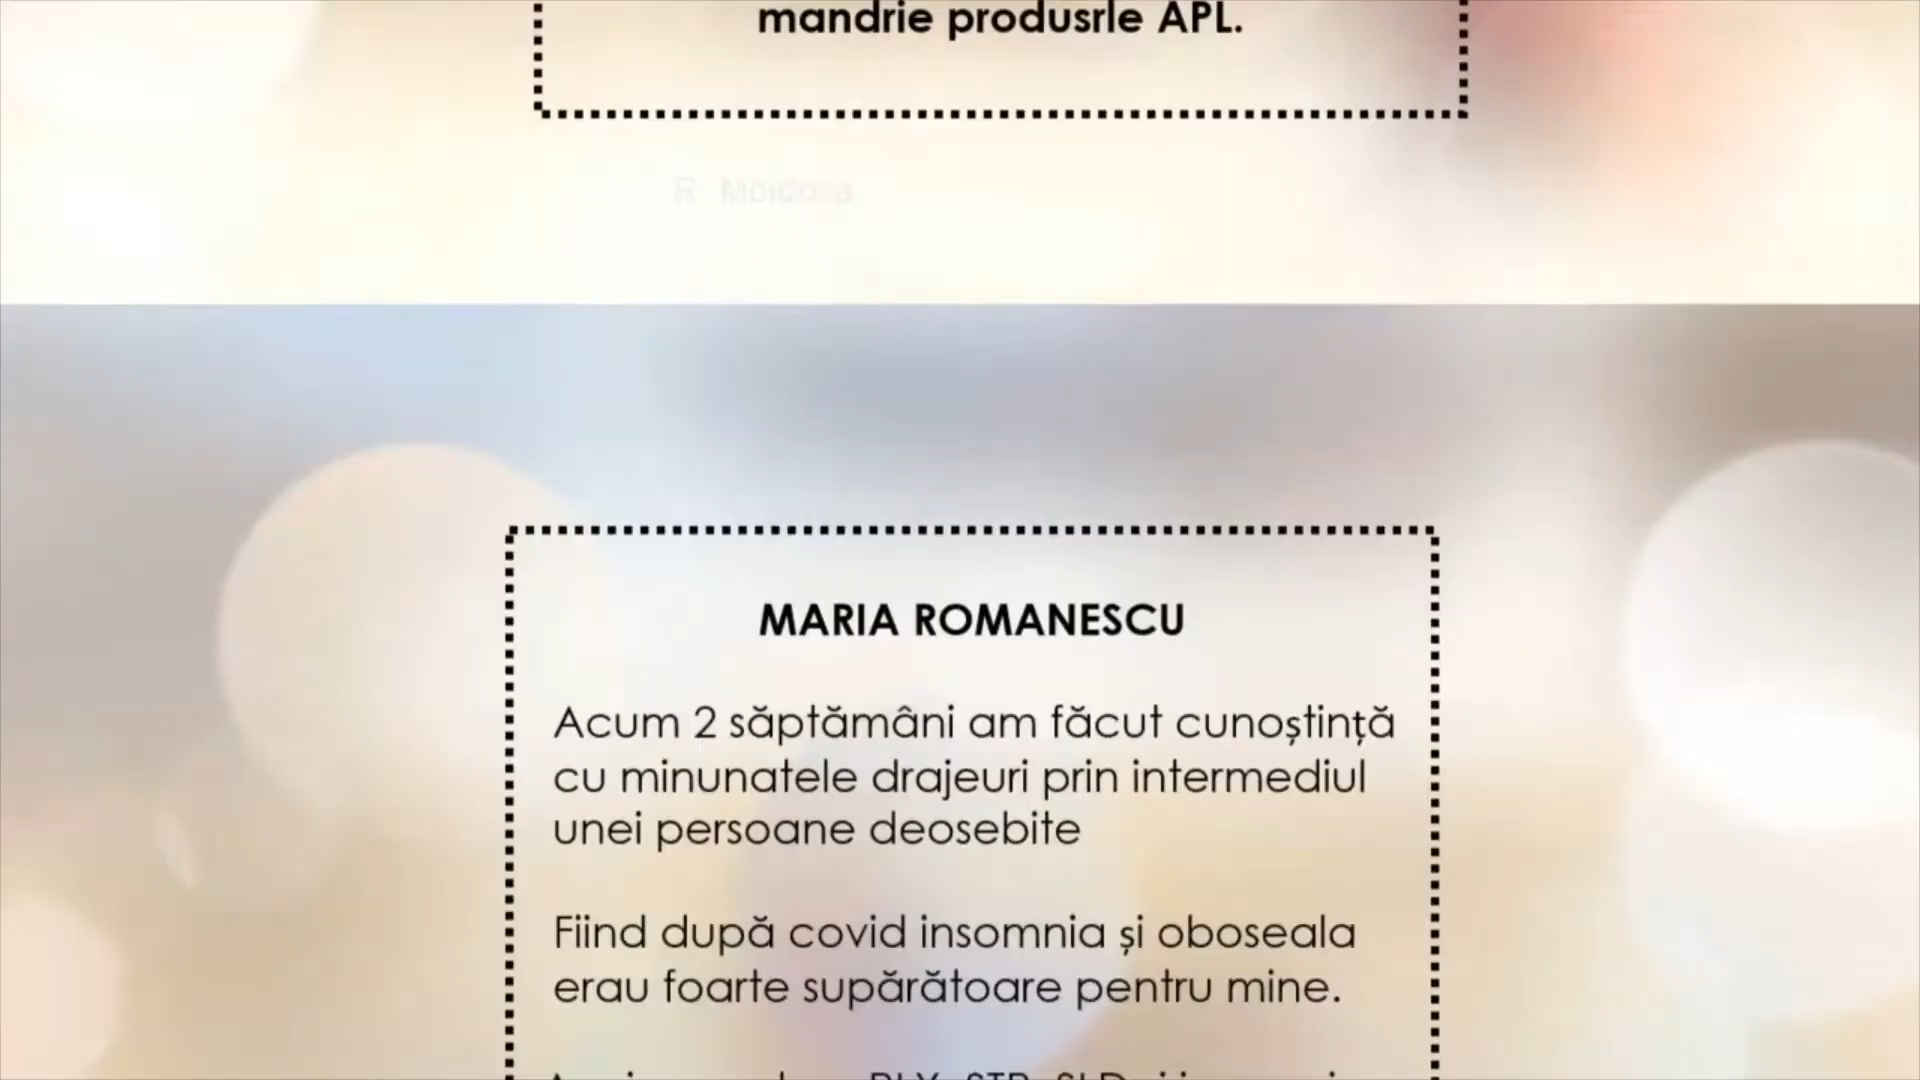 mandrie produsrle APL.
R. Moldova
MARIA ROMANESCU
Acum 2 săptămâni am făcut cunoștință
cu minunatele drajeuri prin intermediul
unei persoane deosebite
Fiind după covid insomnia și oboseala
erau foarte supărătoare pentru mine.